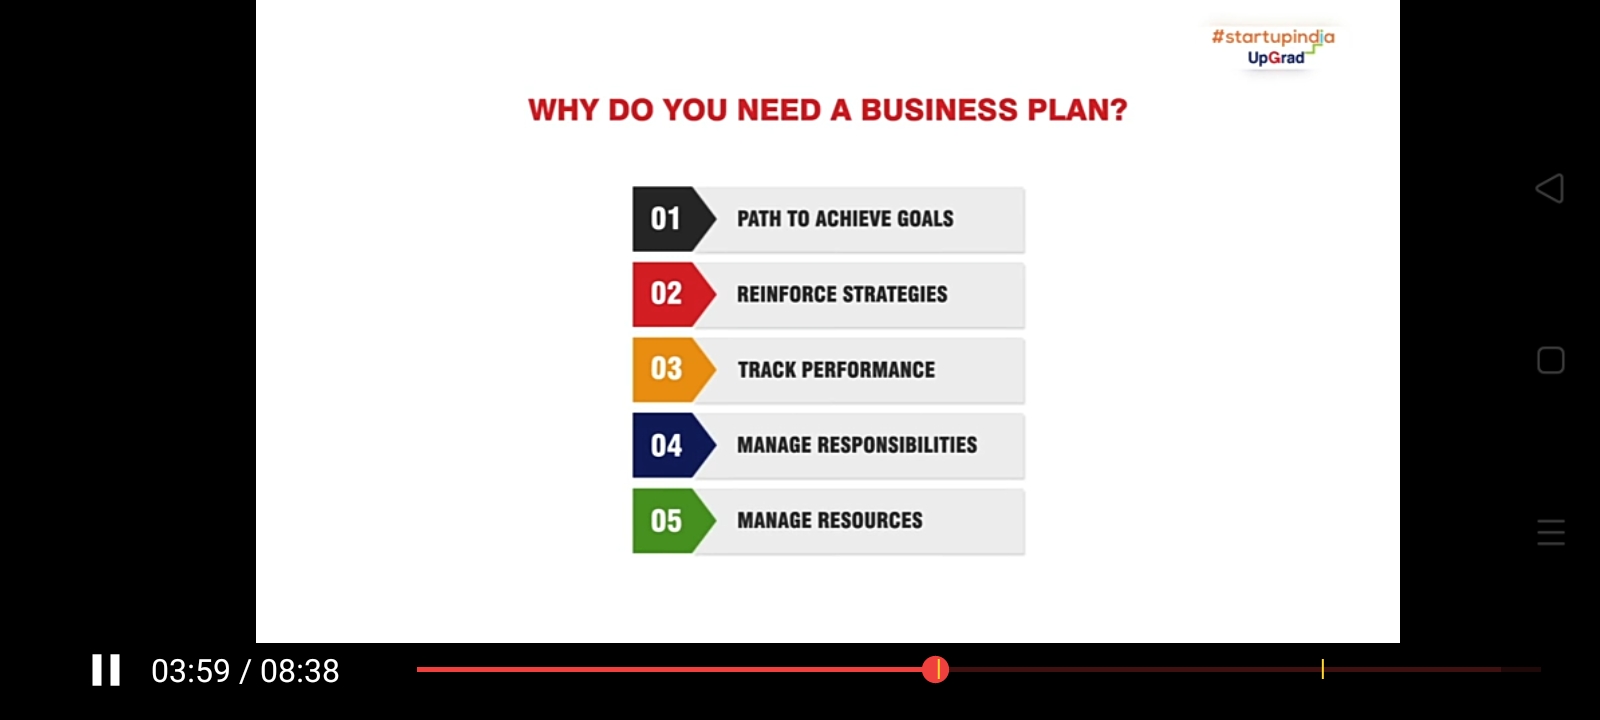 #startupindia
UpGrad
WHY DO YOU NEED A BUSINESS PLAN?
01 PATH TO ACHIEVE GOALS
02 REINFORCE STRATEGIES
03 TRACK PERFORMANCE
04 MANAGE RESPONSIBILITIES
05 MANAGE RESOURCES
03:59 / 08:38